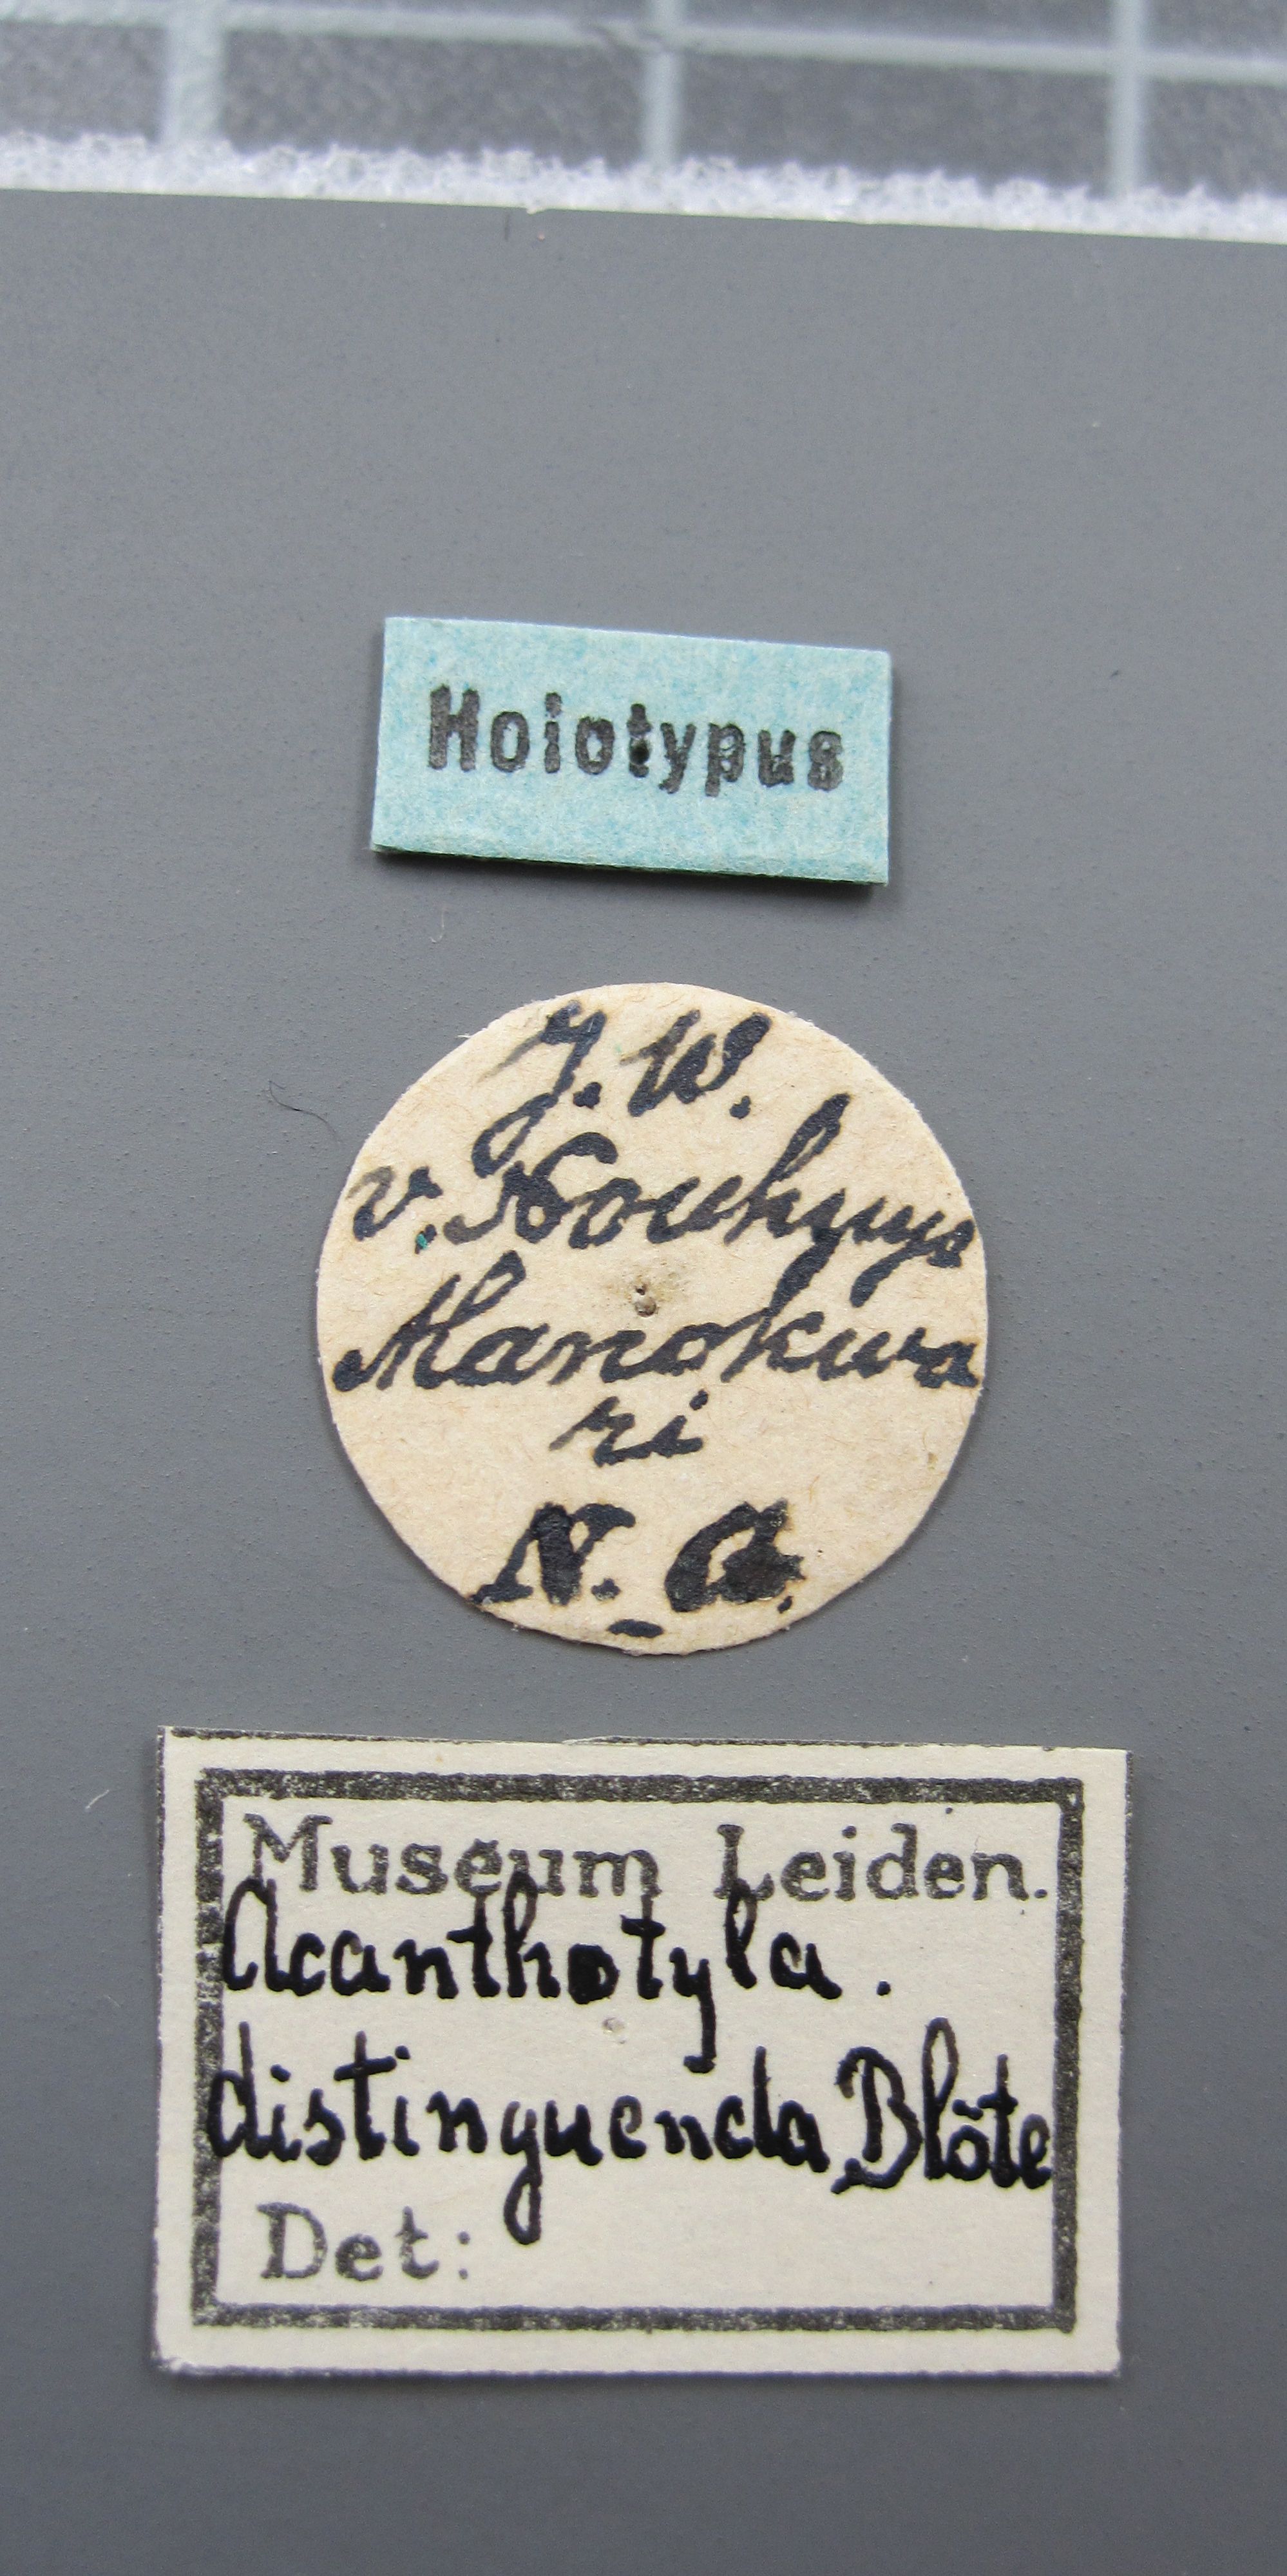 Holotypus
J. W.
v. Nouhuys
Manokwa
ri
N. G.
Museum Leiden.
Acanthotyla.
distinguenda, Blöte
Det: